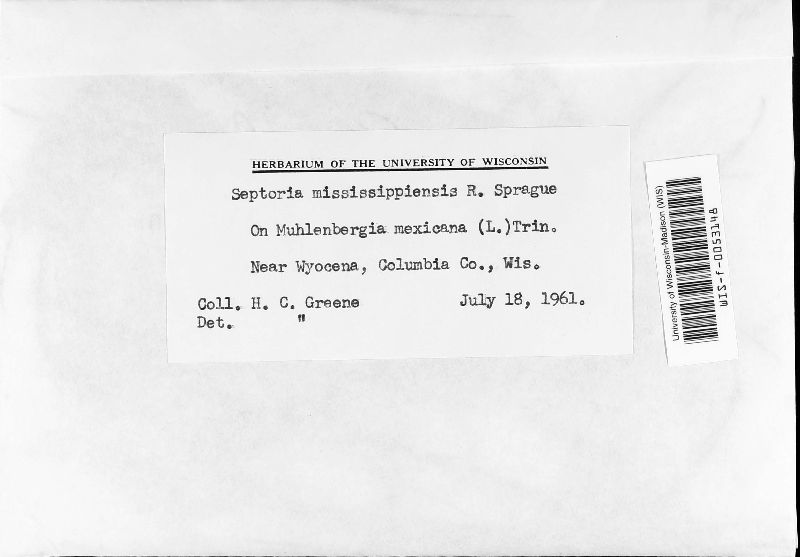 HERBARIUM OF THE UNIVERSITY OF WISCONSIN
Septoria mississippiensis R. Sprague
On Muhlenbergia mexicana (L.)Trin.
Near Wyocena, Columbia Co., Wis.
Coll. H. C. Greene July 18, 1961.
Det. "
University of Wisconsin-Madison (WIS)
WIS-f-0053148